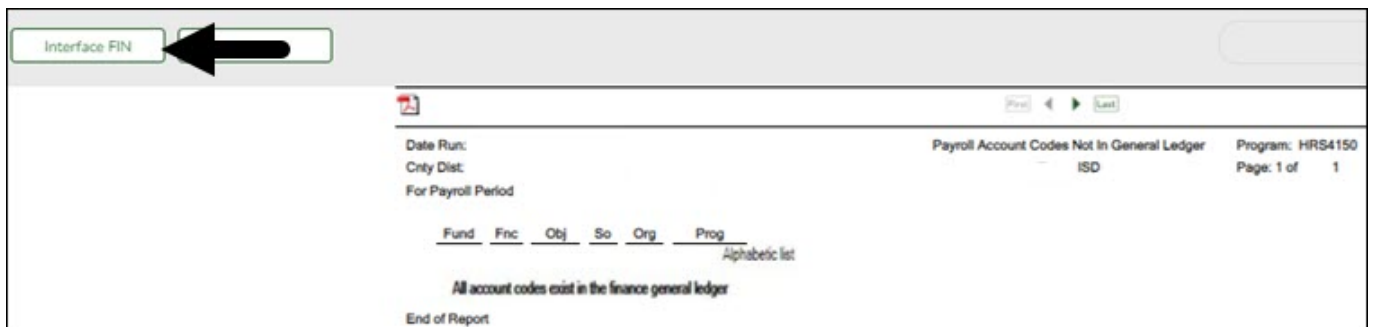 Interface FIN
First Last
Date Run: Payroll Account Codes Not In General Ledger Program: HRS4150
Cnty Dist: ISD Page: 1 of 1
For Payroll Period
Fund Fnc Obj So Org Prog
Alphabetic list
All account codes exist in the finance general ledger
End of Report